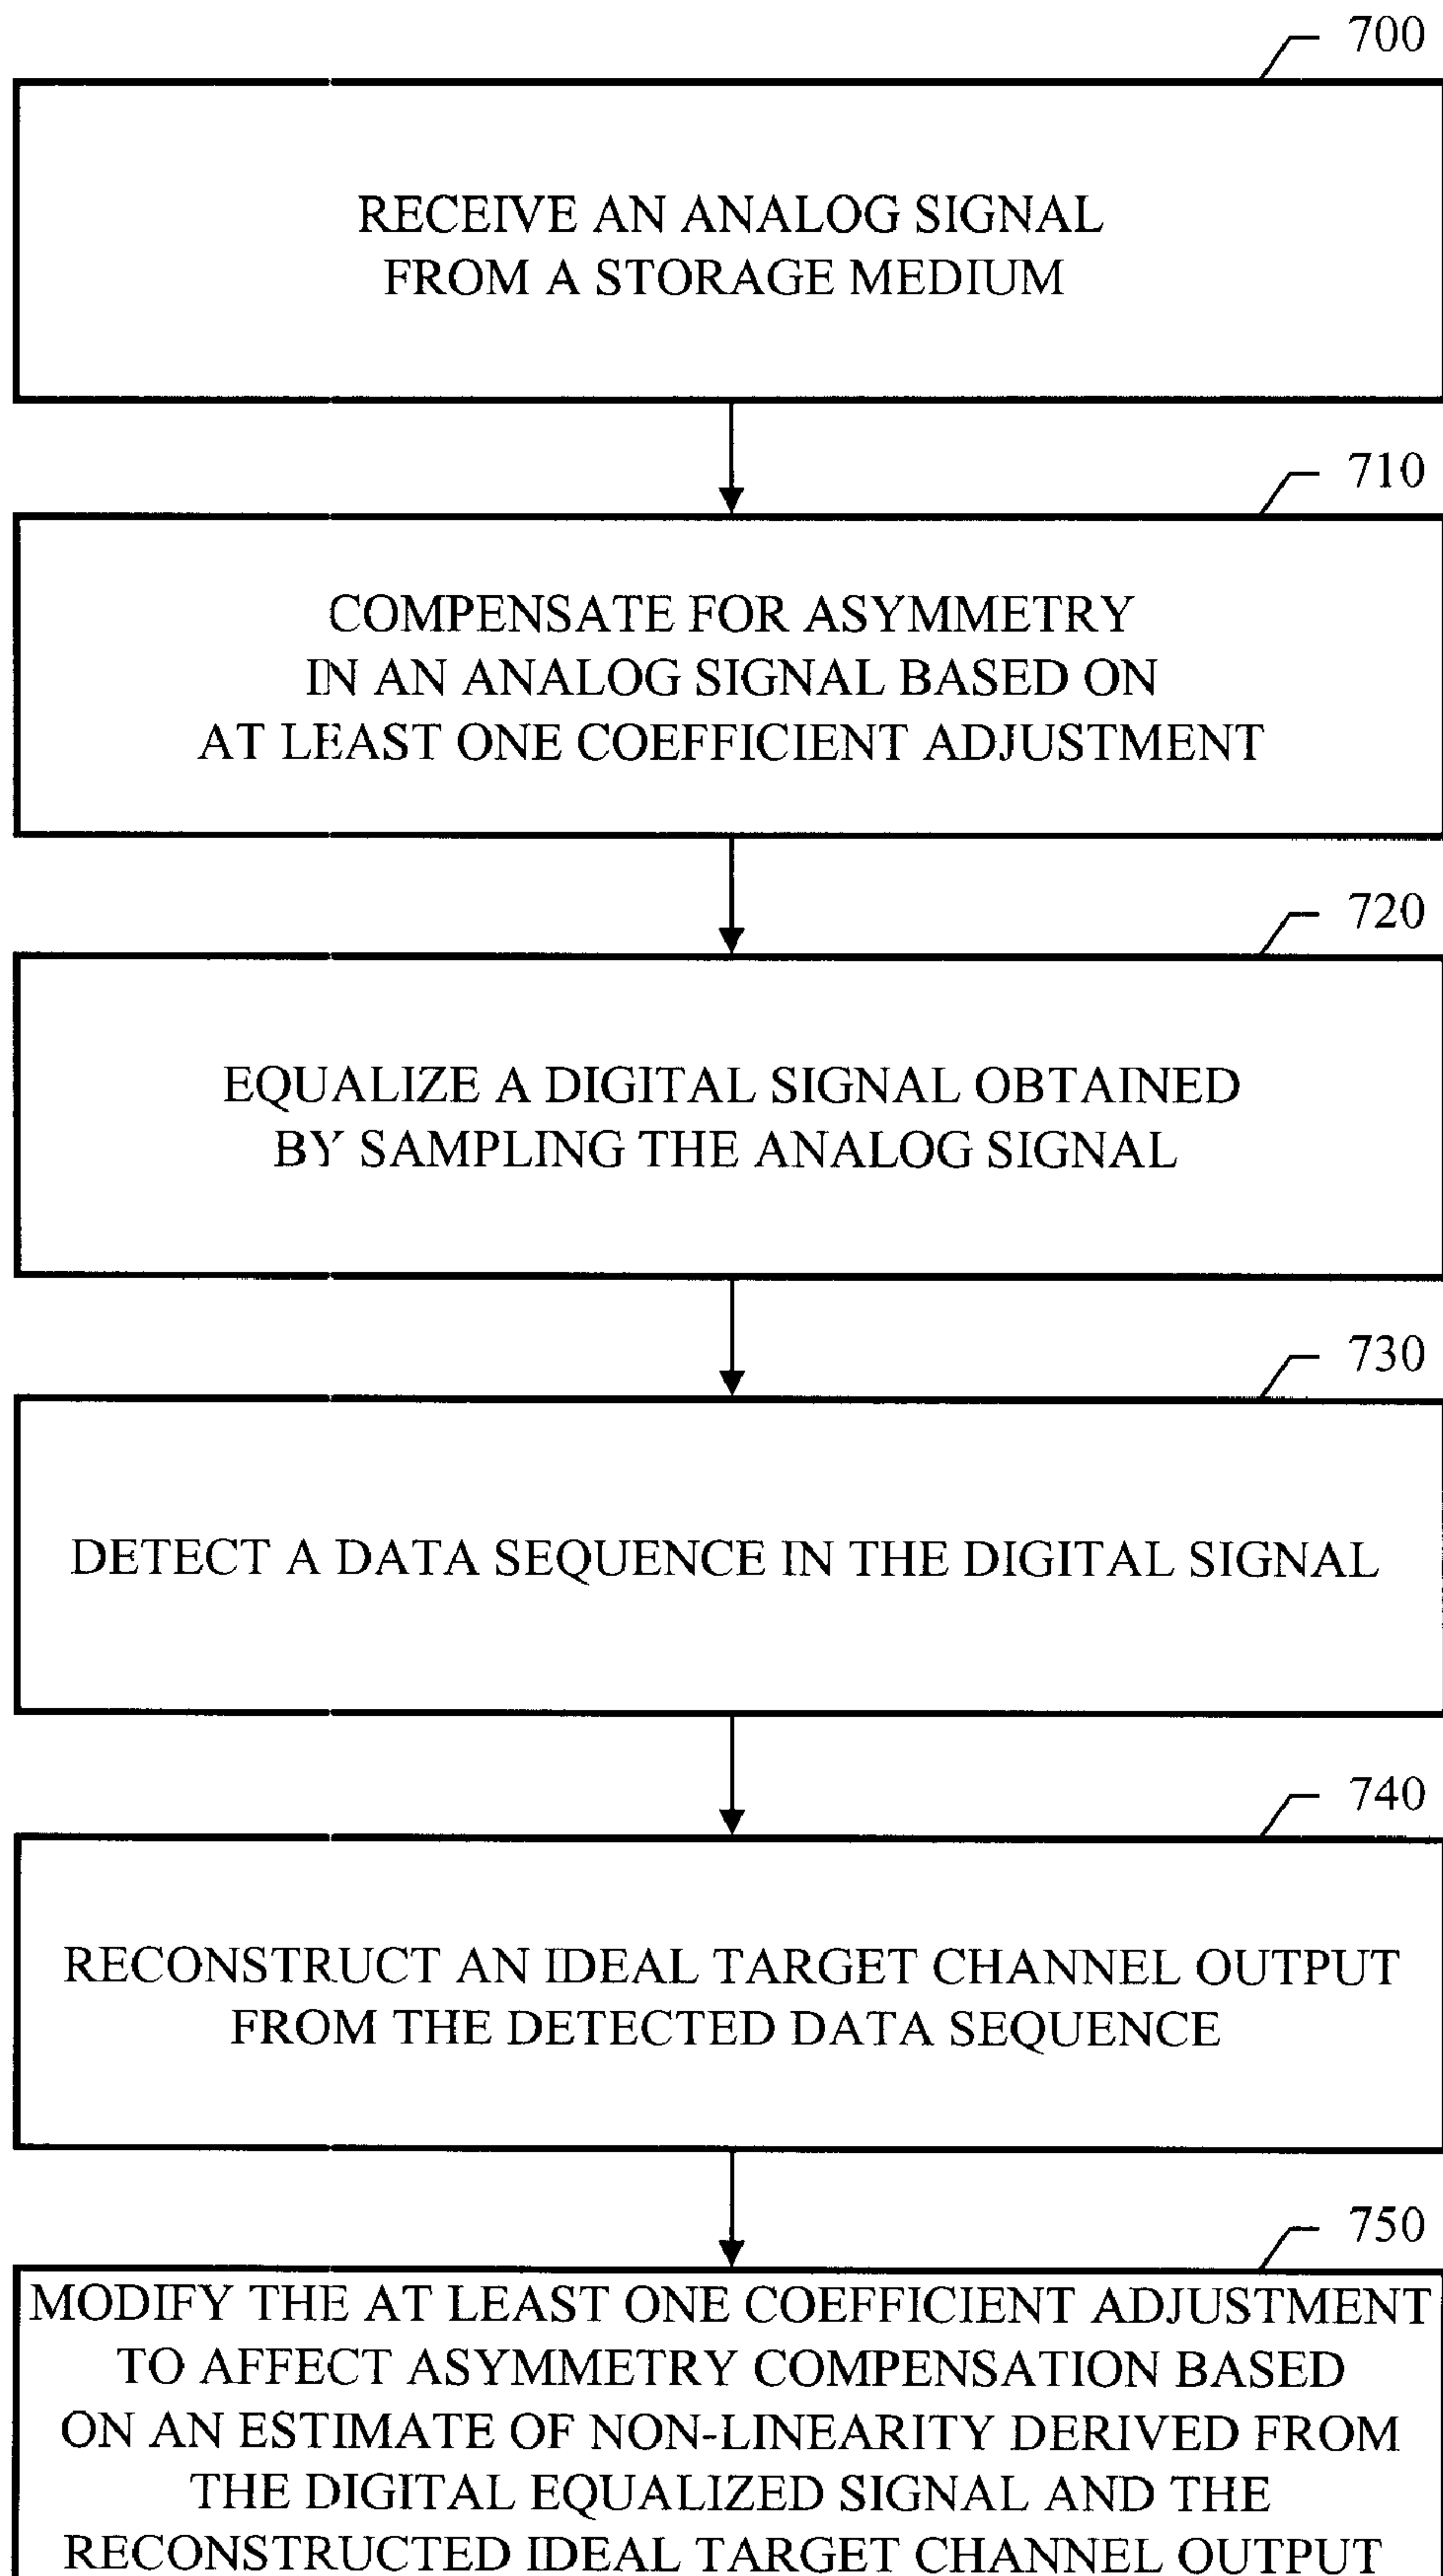 700
RECEIVE AN ANALOG SIGNAL
FROM A STORAGE MEDIUM
710
COMPENSATE FOR ASYMMETRY
IN AN ANALOG SIGNAL BASED ON
AT LEAST ONE COEFFICIENT ADJUSTMENT
720
EQUALIZE A DIGITAL SIGNAL OBTAINED
BY SAMPLING THE ANALOG SIGNAL
730
DETECT A DATA SEQUENCE IN THE DIGITAL SIGNAL
740
RECONSTRUCT AN IDEAL TARGET CHANNEL OUTPUT
FROM THE DETECTED DATA SEQUENCE
750
MODIFY THE AT LEAST ONE COEFFICIENT ADJUSTMENT
TO AFFECT ASYMMETRY COMPENSATION BASED
ON AN ESTIMATE OF NON-LINEARITY DERIVED FROM
THE DIGITAL EQUALIZED SIGNAL AND THE
RECONSTRUCTED IDEAL TARGET CHANNEL OUTPUT